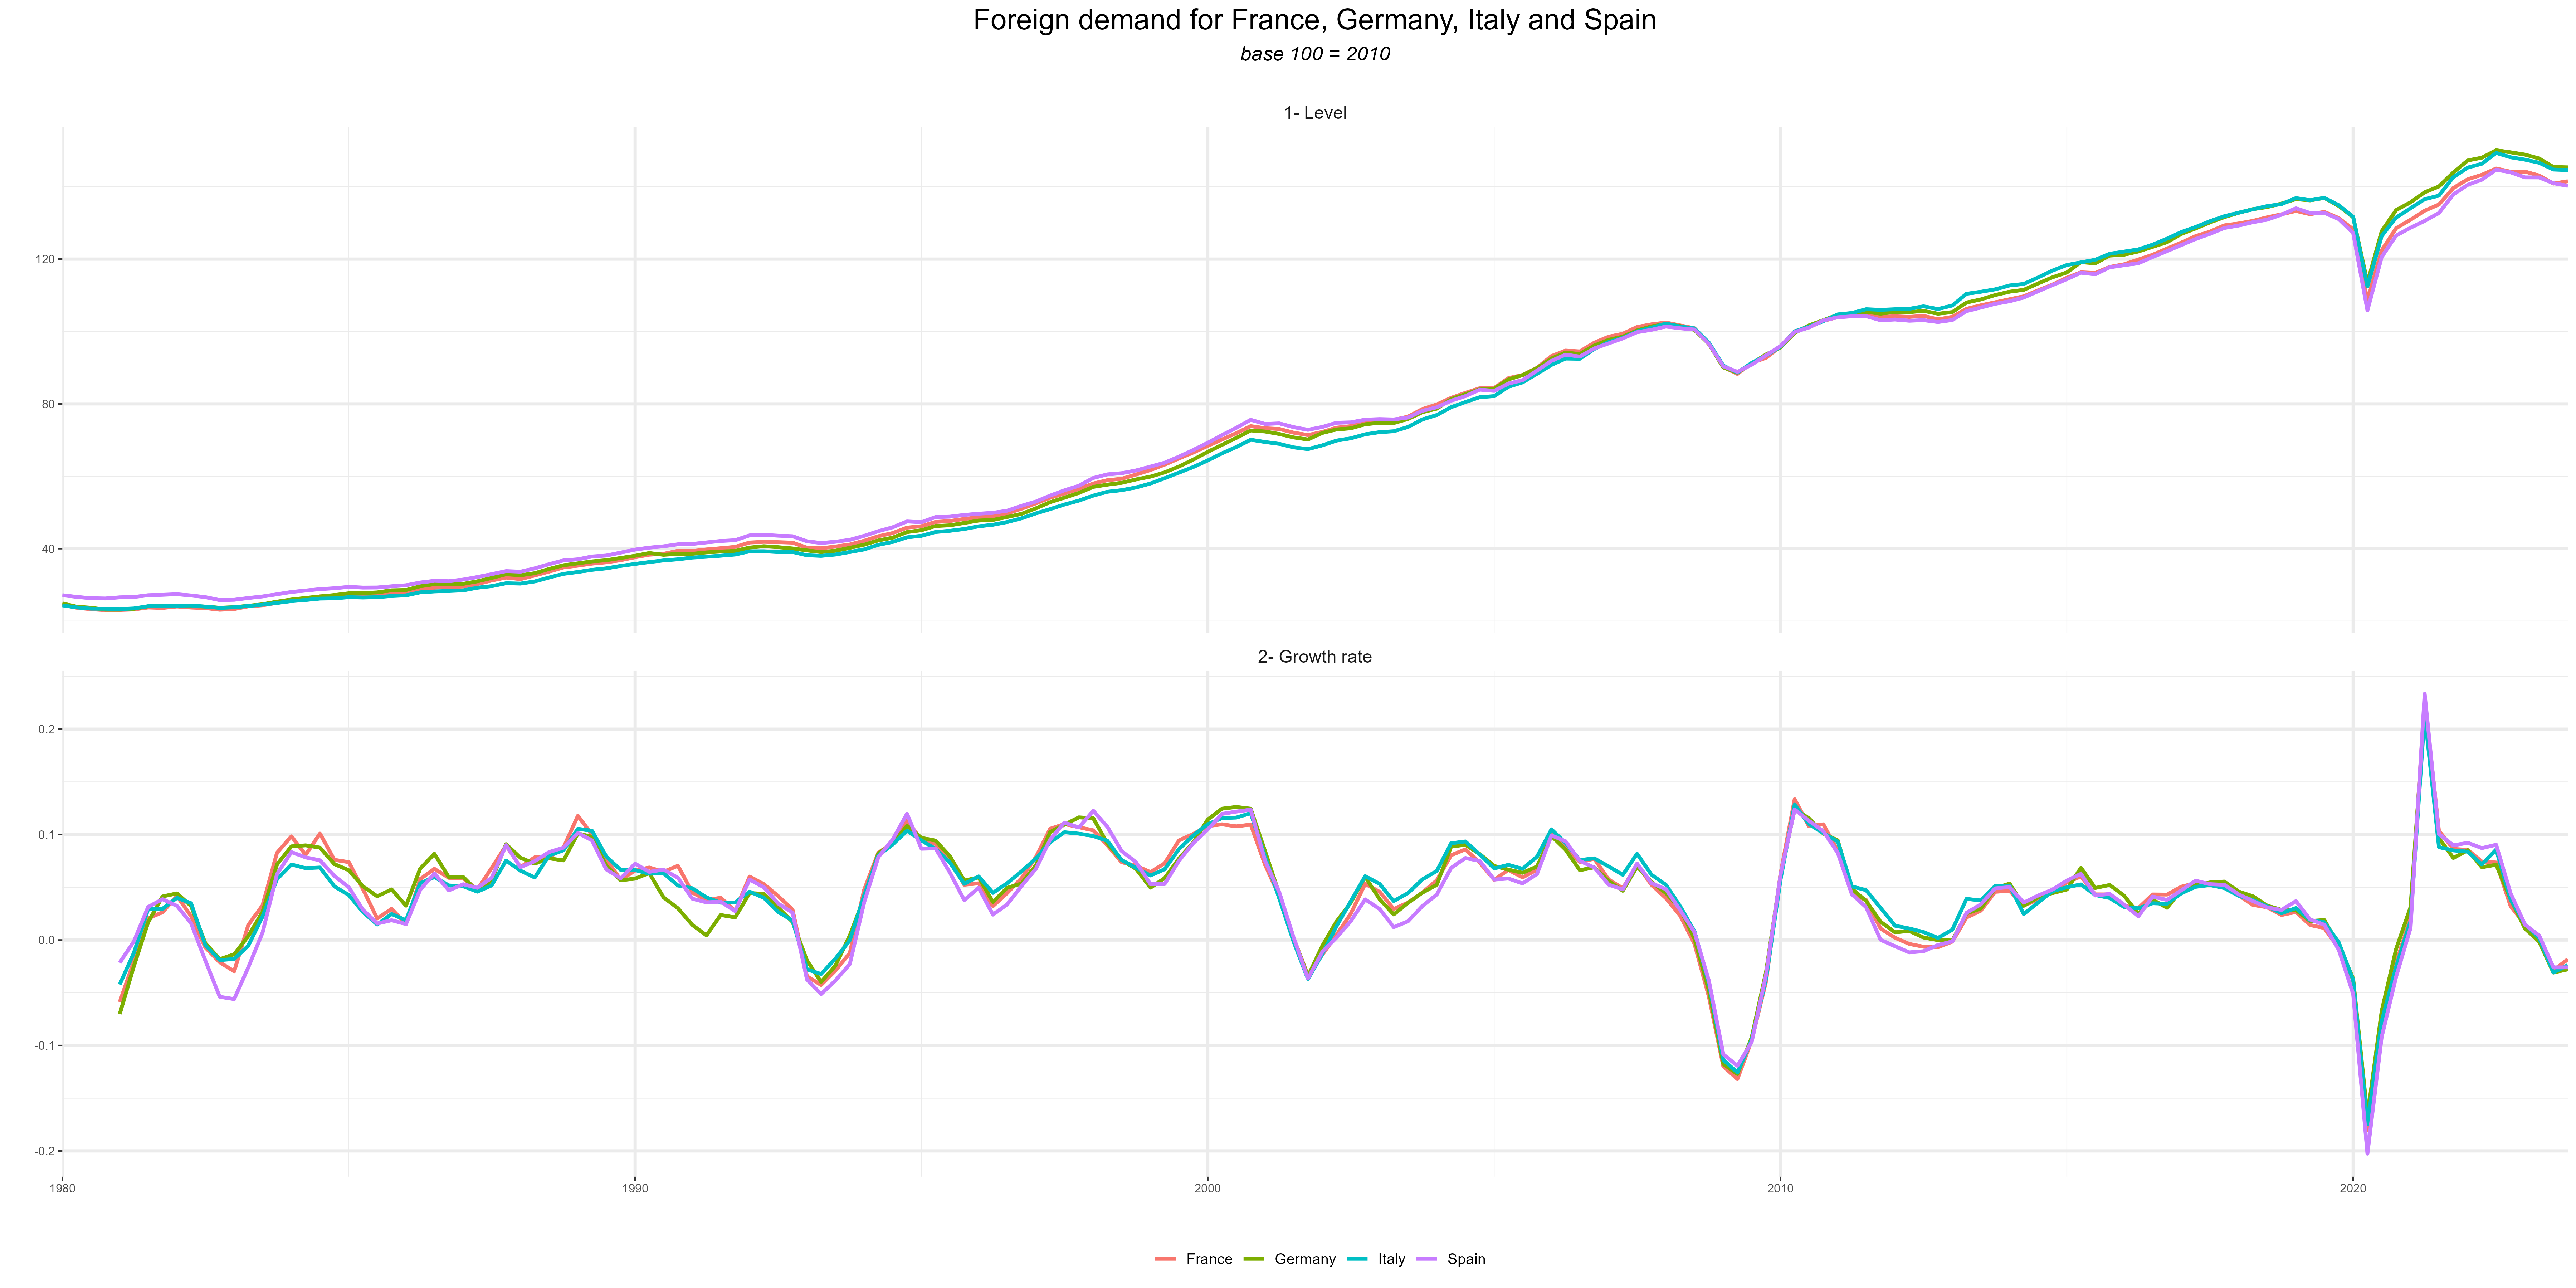 Foreign demand for France, Germany, Italy and Spain
base 100 = 2010
1- Level
120
80
40
2- Growth rate
0.2
0.1
0.0
-0.1
-0.2
1980 1990 2000 2010 2020
France Germany Italy Spain